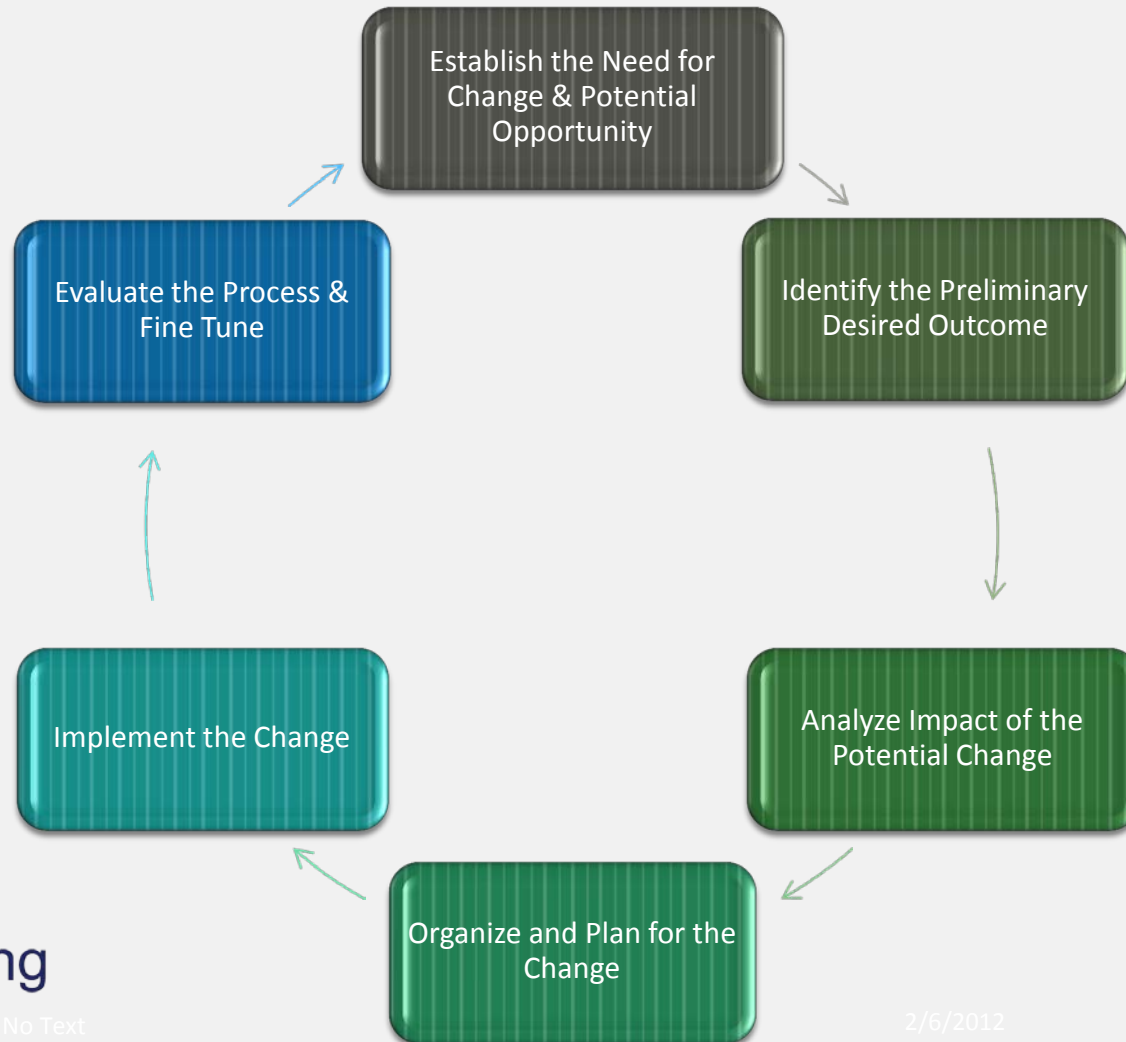 Establish the Need for
Change & Potential
Opportunity
Identify the Preliminary
Desired Outcome
Analyze Impact of the
Potential Change
Organize and Plan for the
Change
Implement the Change
Evaluate the Process &
Fine Tune
ng
No Text
2/6/2012